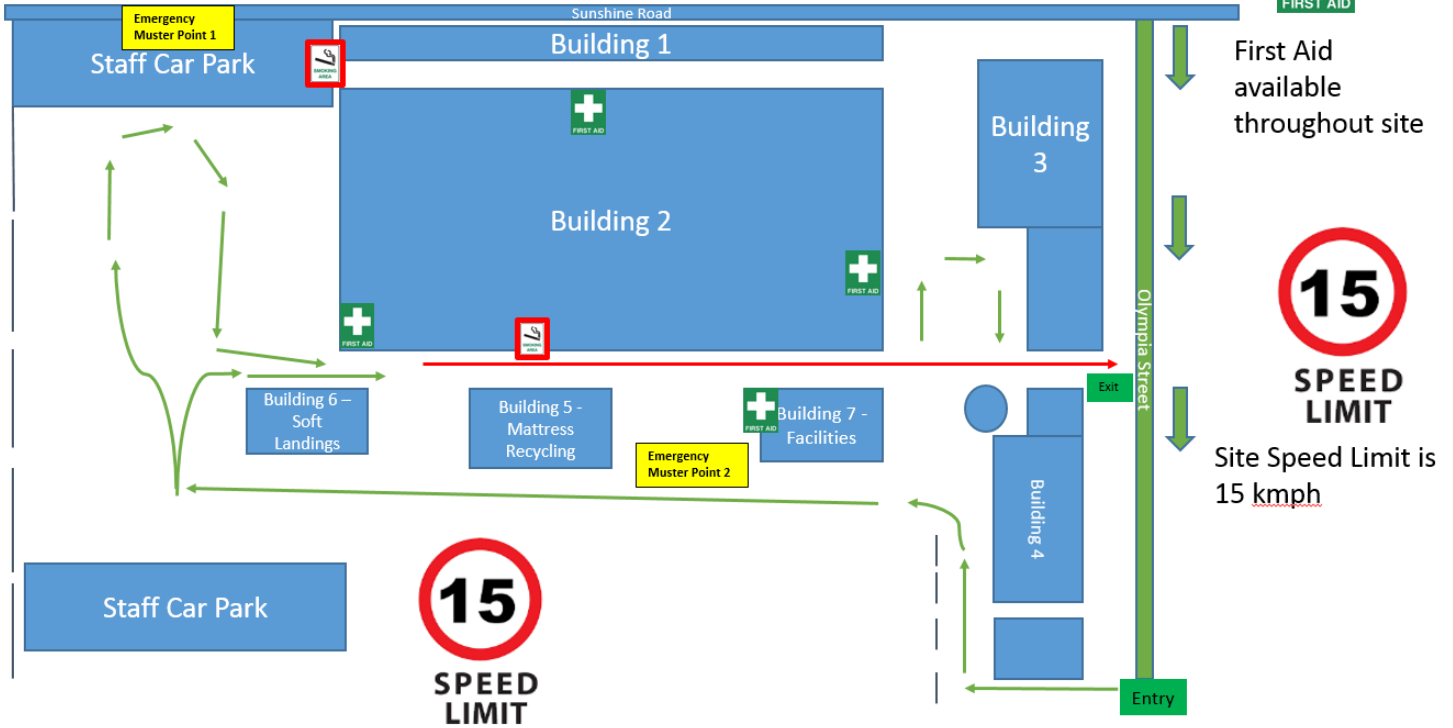 Sunshine Road
FIRST AID
Emergency
Muster Point 1
Staff Car Park
SMOKING
AREA
Building 1
First Aid
available
throughout site
FIRST AID
Building
3
Building 2
FIRST AID
15
SPEED
LIMIT
Olympia Street
FIRST AID
SMOKING
AREA
Exit
Building 6 –
Soft
Landings
Building 5 -
Mattress
Recycling
FIRST AID
Building 7 -
Facilities
Emergency
Muster Point 2
Site Speed Limit is
15 kmph
Building 4
15
SPEED
LIMIT
Staff Car Park
Entry